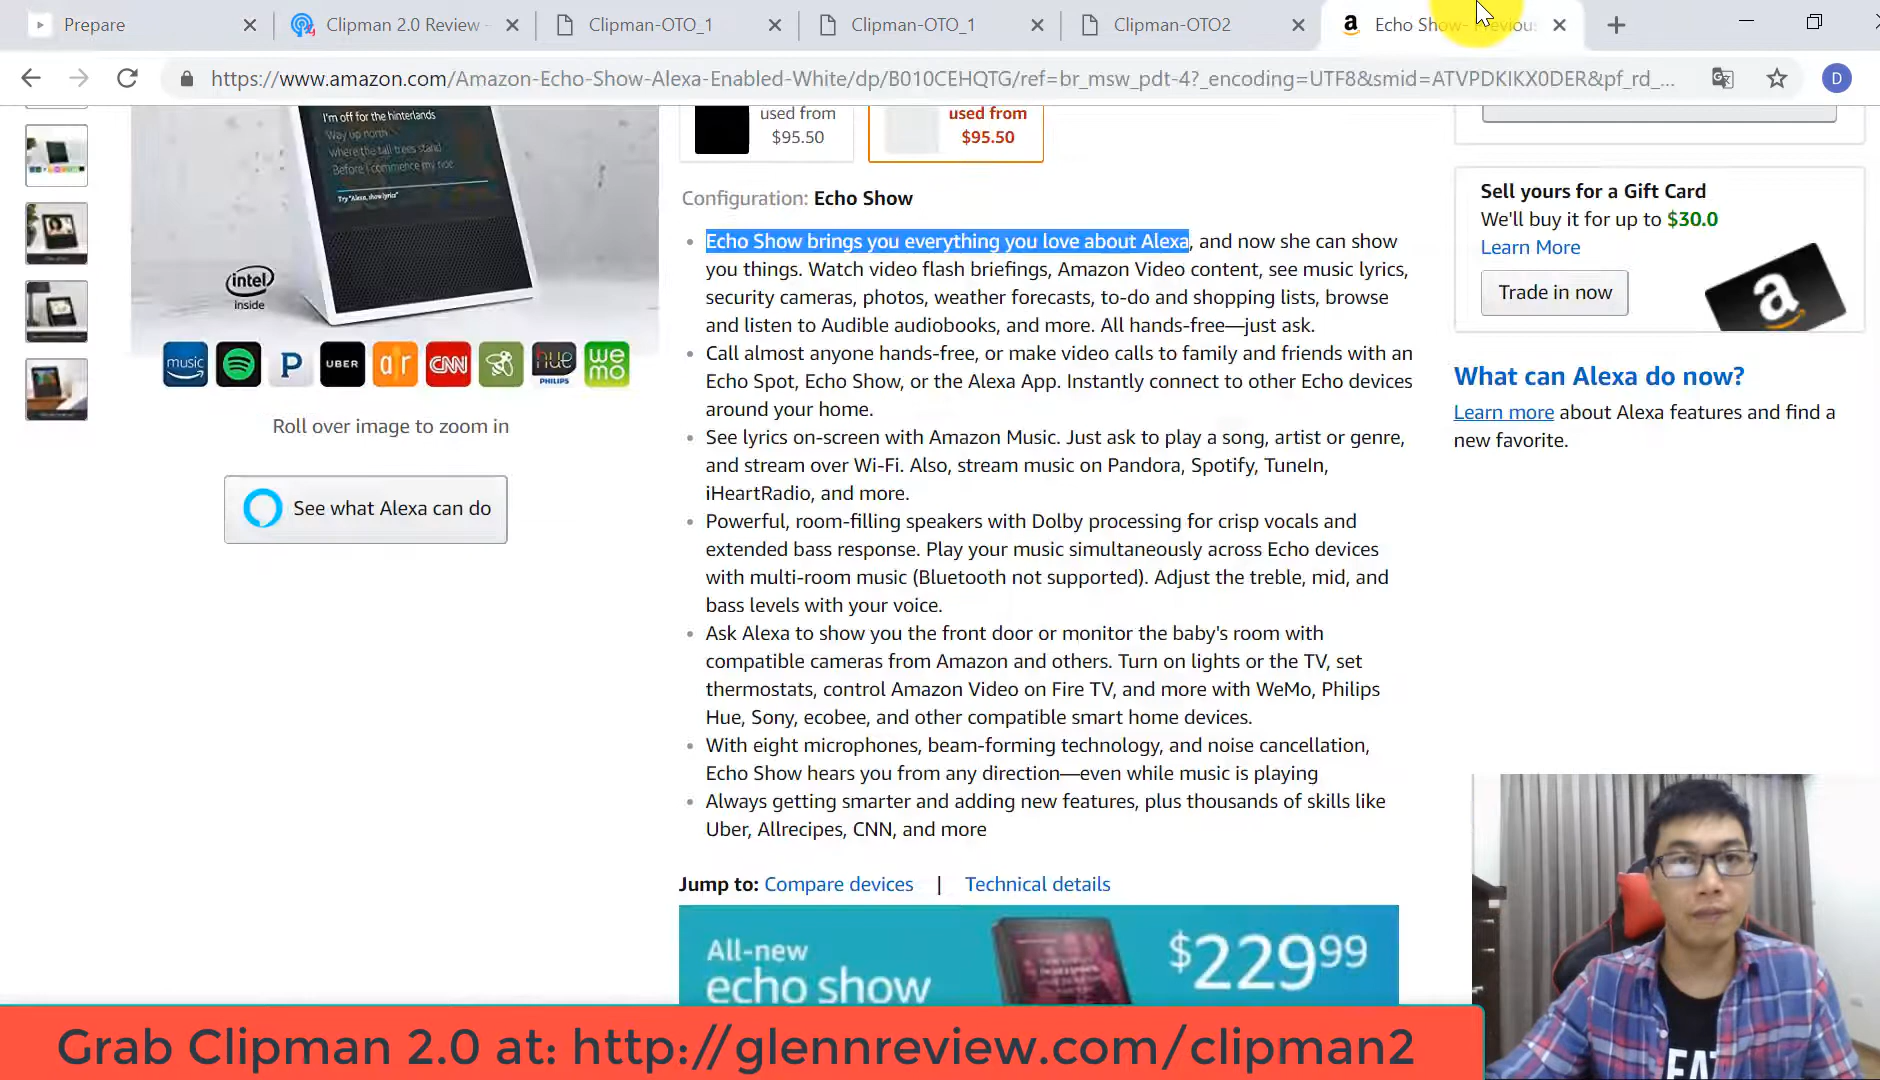 Prepare
Clipman 2.0 Review -
Clipman-OTO_1
Clipman-OTO_1
Clipman-OTO2
Echo Show- Previous
https://www.amazon.com/Amazon-Echo-Show-Alexa-Enabled-White/dp/B010CEHQTG/ref=br_msw_pdt-4?_encoding=UTF8&smid=ATVPDKIKX0DER&pf_rd_...
D
I'm off for the hinterlands
Way up north
where the tall trees stand
Before I commence my ride
Try "Alexa, show lyrics"
intel
inside
music
P
UBER
ar
CNN
hue
PHILIPS
we
mo
Roll over image to zoom in
See what Alexa can do
used from
$95.50
used from
$95.50
Configuration: Echo Show
Echo Show brings you everything you love about Alexa, and now she can show
you things. Watch video flash briefings, Amazon Video content, see music lyrics,
security cameras, photos, weather forecasts, to-do and shopping lists, browse
and listen to Audible audiobooks, and more. All hands-free—just ask.
Call almost anyone hands-free, or make video calls to family and friends with an
Echo Spot, Echo Show, or the Alexa App. Instantly connect to other Echo devices
around your home.
See lyrics on-screen with Amazon Music. Just ask to play a song, artist or genre,
and stream over Wi-Fi. Also, stream music on Pandora, Spotify, TuneIn,
iHeartRadio, and more.
Powerful, room-filling speakers with Dolby processing for crisp vocals and
extended bass response. Play your music simultaneously across Echo devices
with multi-room music (Bluetooth not supported). Adjust the treble, mid, and
bass levels with your voice.
Ask Alexa to show you the front door or monitor the baby's room with
compatible cameras from Amazon and others. Turn on lights or the TV, set
thermostats, control Amazon Video on Fire TV, and more with WeMo, Philips
Hue, Sony, ecobee, and other compatible smart home devices.
With eight microphones, beam-forming technology, and noise cancellation,
Echo Show hears you from any direction—even while music is playing
Always getting smarter and adding new features, plus thousands of skills like
Uber, Allrecipes, CNN, and more
Jump to: Compare devices | Technical details
All-new
echo show
$229.99
Sell yours for a Gift Card
We'll buy it for up to $30.0
Learn More
Trade in now
a
What can Alexa do now?
Learn more about Alexa features and find a
new favorite.
Grab Clipman 2.0 at: http://glennreview.com/clipman2